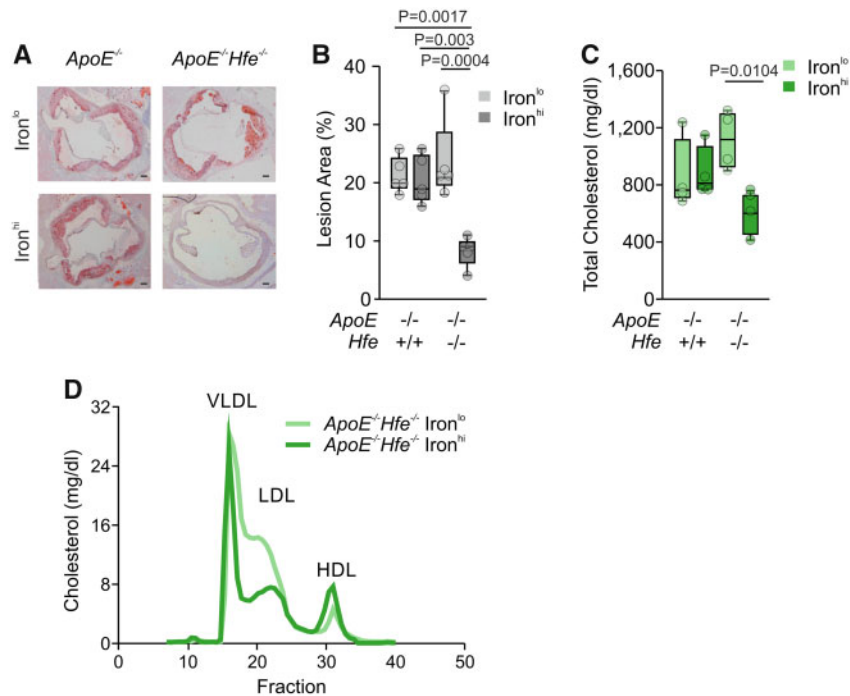 A
ApoE-/-
ApoE-/-Hfe-/-
Ironlo
Ironhi
B
P=0.0017
P=0.003
P=0.0004
Ironlo
Ironhi
Lesion Area (%)
40
30
20
10
0
ApoE -/- -/-
Hfe +/+ -/-
C
P=0.0104
Ironlo
Ironhi
Total Cholesterol (mg/dl)
1,600
1,200
800
400
0
ApoE -/- -/-
Hfe +/+ -/-
D
VLDL
LDL
HDL
ApoE-/-Hfe-/- Ironlo
ApoE-/-Hfe-/- Ironhi
Cholesterol (mg/dl)
32
24
16
8
0
0 10 20 30 40 50
Fraction